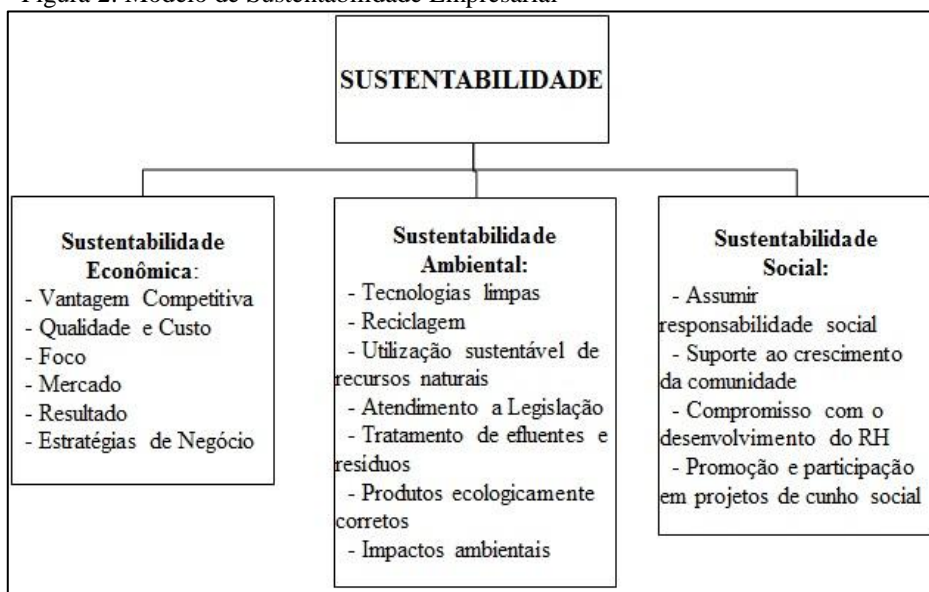 Figura 2: Modelo de Sustentabilidade Empresarial
SUSTENTABILIDADE
Sustentabilidade
Econômica:
- Vantagem Competitiva
- Qualidade e Custo
- Foco
- Mercado
- Resultado
- Estratégias de Negócio
Sustentabilidade
Ambiental:
- Tecnologias limpas
- Reciclagem
- Utilização sustentável de
recursos naturais
- Atendimento a Legislação
- Tratamento de efluentes e
resíduos
- Produtos ecologicamente
corretos
- Impactos ambientais
Sustentabilidade
Social:
- Assumir
responsabilidade social
- Suporte ao crescimento
da comunidade
- Compromisso com o
desenvolvimento do RH
- Promoção e participação
em projetos de cunho social